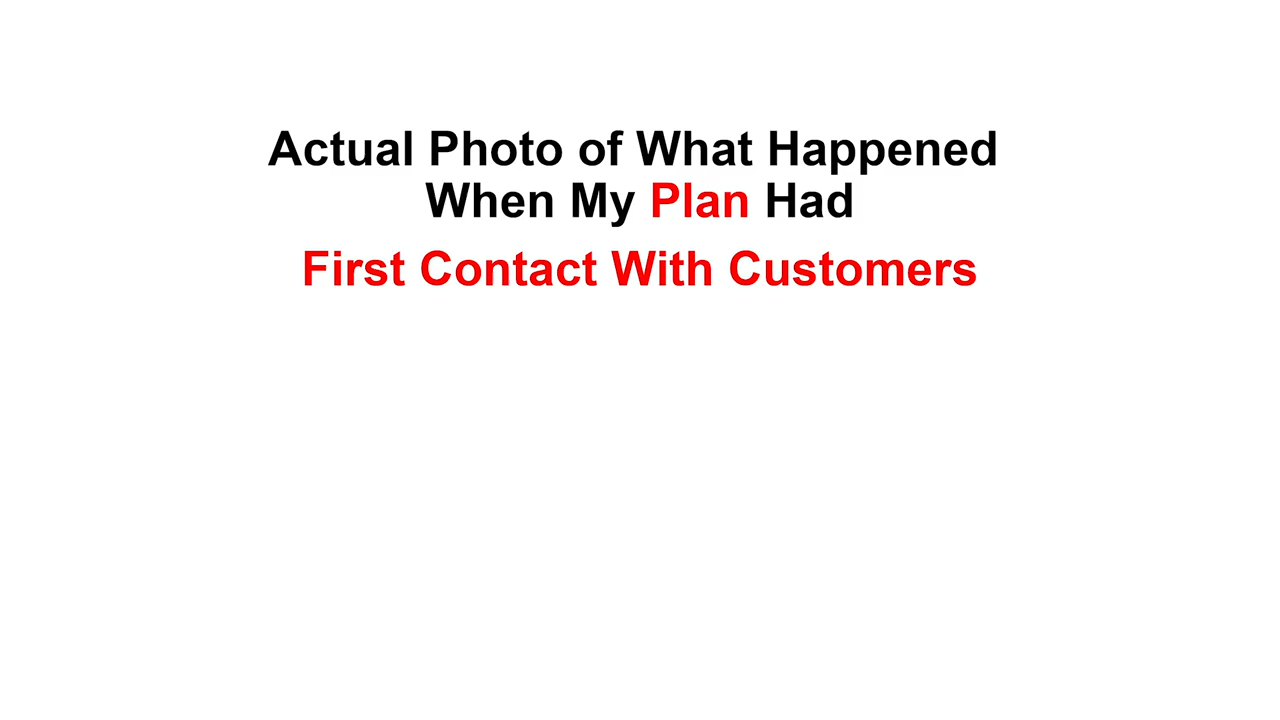 Actual Photo of What Happened
When My Plan Had
First Contact With Customers